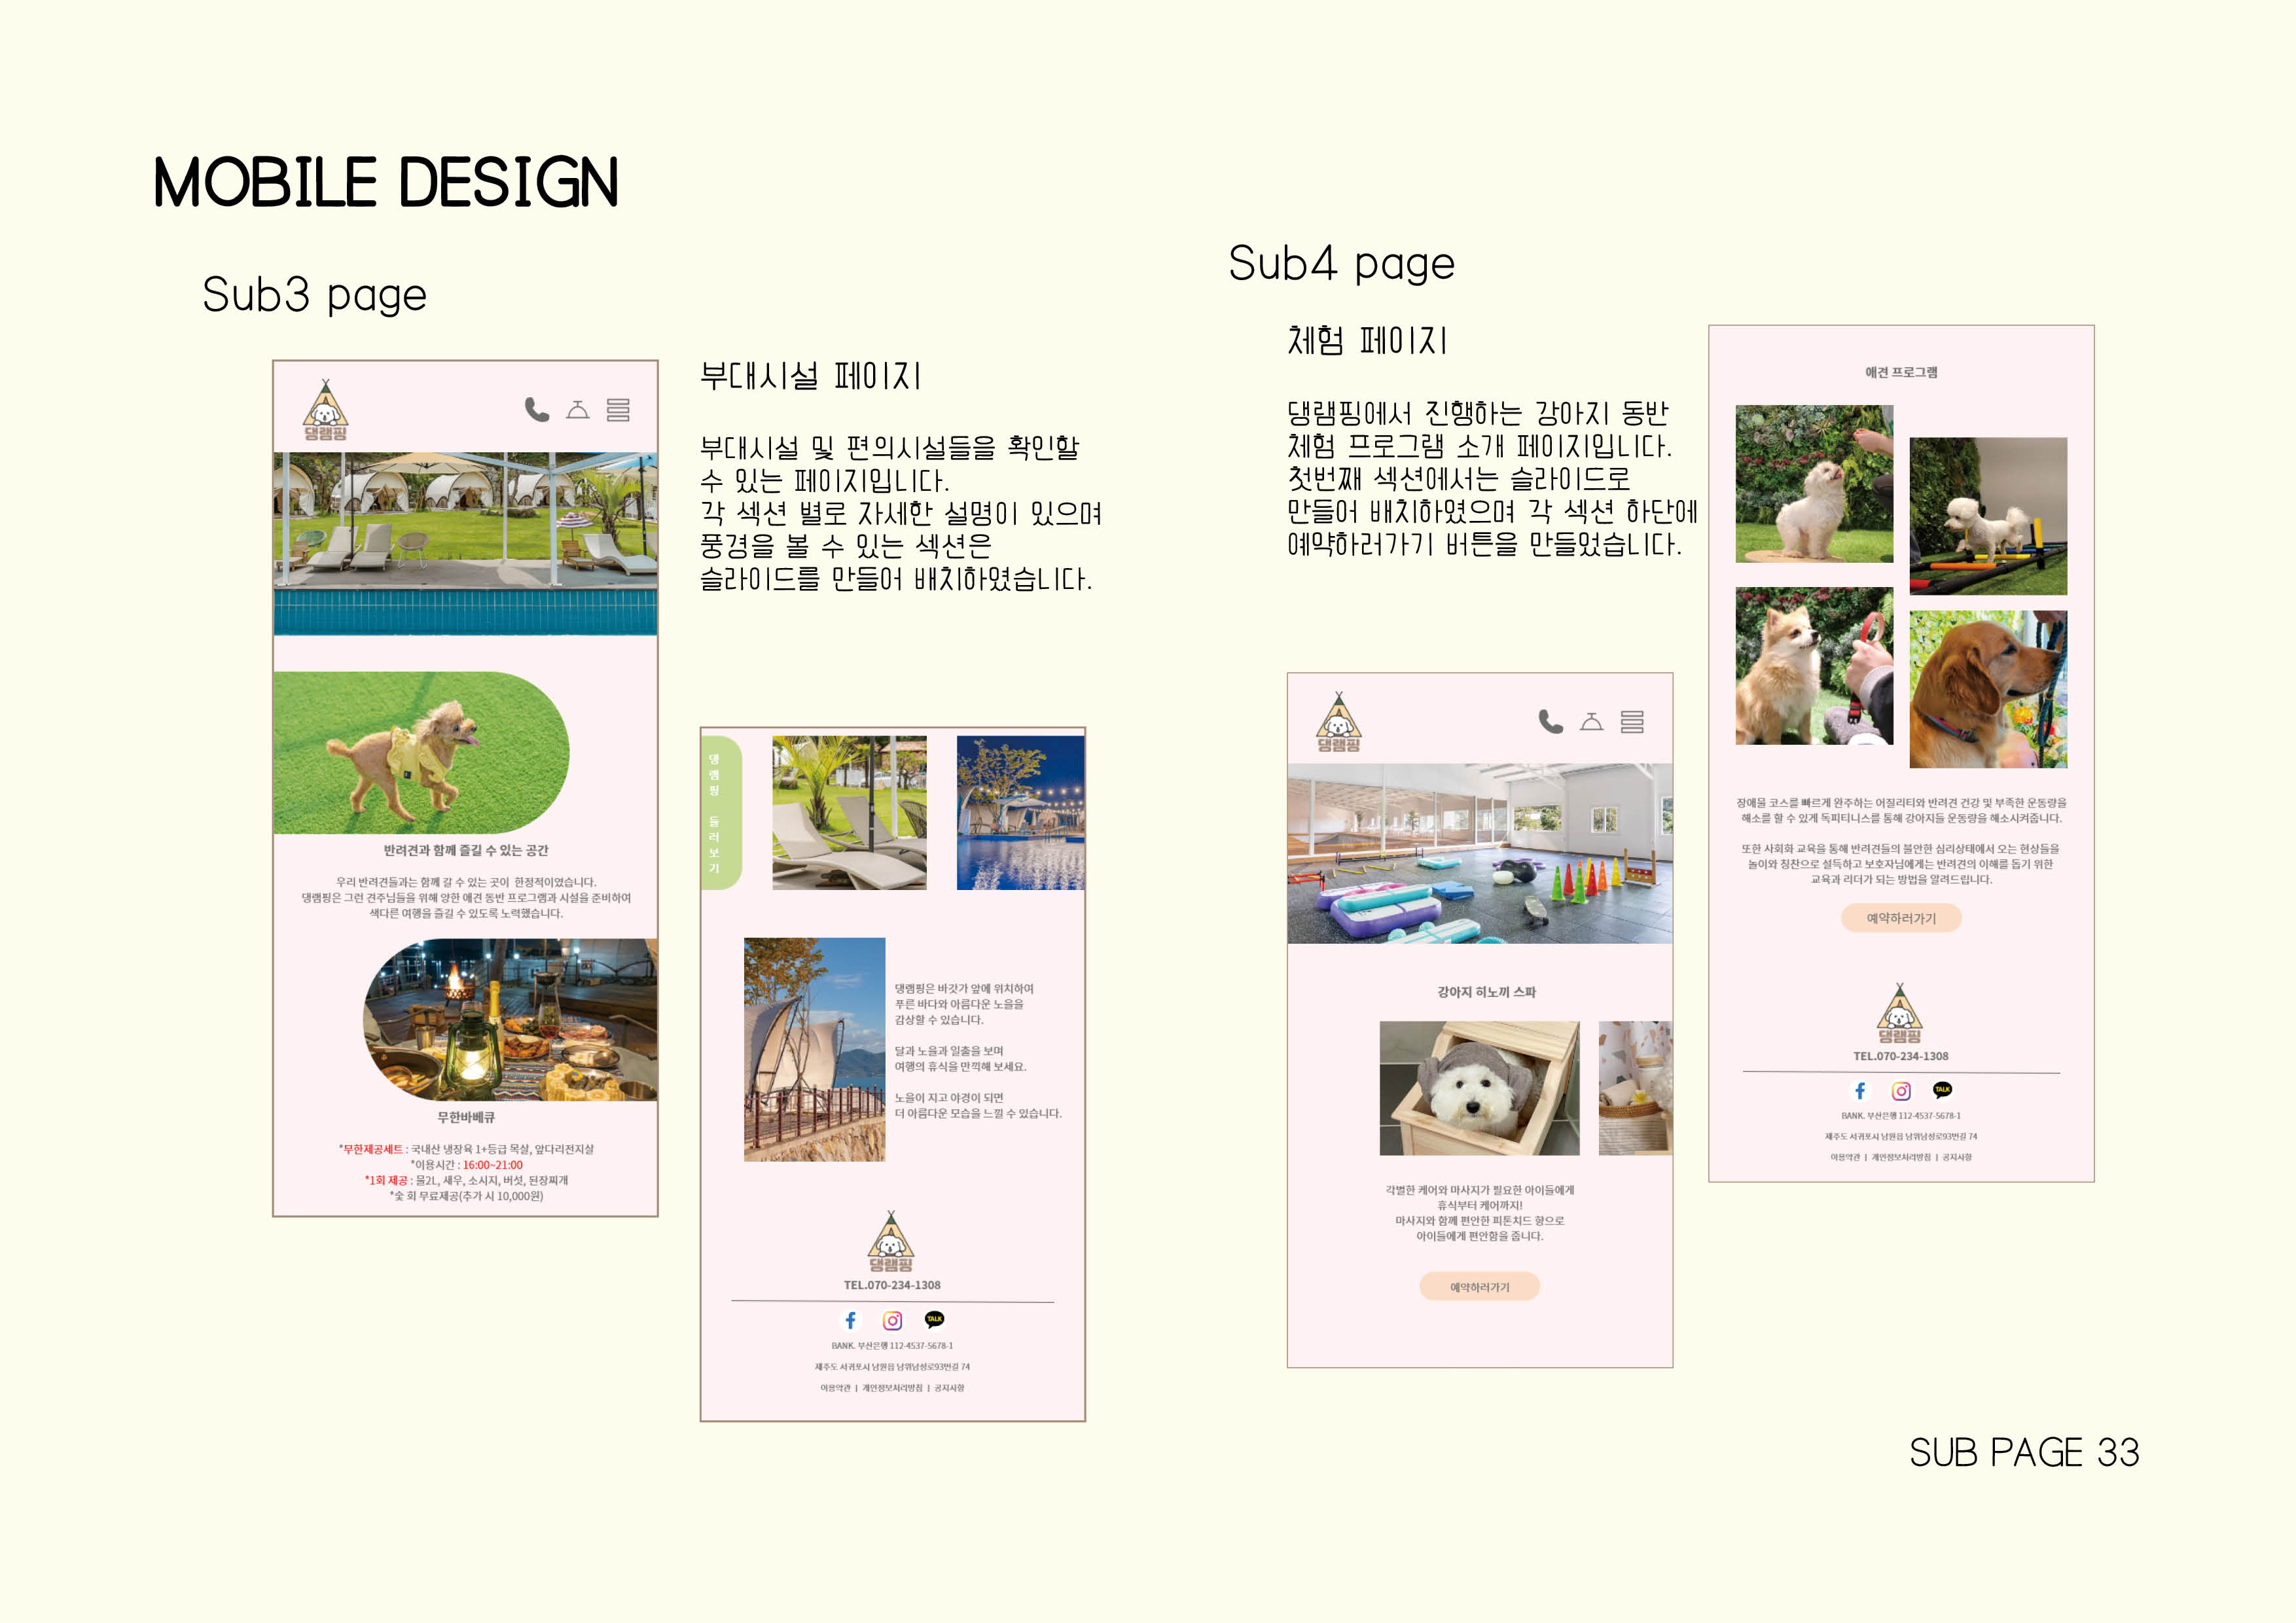 MOBILE DESIGN
Sub3 page
댕램핑
반려견과 함께 즐길 수 있는 공간
우리 반려견들과는 함께 갈 수 있는 곳이 한정적이였습니다.
댕램핑은 그런 견주님들을 위해 양한 애견 동반 프로그램과 시설을 준비하여
색다른 여행을 즐길 수 있도록 노력했습니다.
무한바베큐
*무한제공세트 : 국내산 냉장육 1+등급 목살, 앞다리전지살
*이용시간 : 16:00~21:00
*1회 제공 : 물2L, 새우, 소시지, 버섯, 된장찌개
*숯 회 무료제공(추가 시 10,000원)
부대시설 페이지
부대시설 및 편의시설들을 확인할
수 있는 페이지입니다.
각 섹션 별로 자세한 설명이 있으며
풍경을 볼 수 있는 섹션은
슬라이드를 만들어 배치하였습니다.
댕램핑 둘러보기
댕램핑은 바깟가 앞에 위치하여
푸른 바다와 아름다운 노을을
감상할 수 있습니다.
달과 노을과 일출을 보며
여행의 휴식을 만끽해 보세요.
노을이 지고 야경이 되면
더 아름다운 모습을 느낄 수 있습니다.
댕램핑
TEL.070-234-1308
TALK
BANK. 부산은행 112-4537-5678-1
제주도 서귀포시 남원읍 남위남성로93번길 74
이용약관 | 개인정보처리방침 | 공지사항
Sub4 page
체험 페이지
댕램핑에서 진행하는 강아지 동반
체험 프로그램 소개 페이지입니다.
첫번째 섹션에서는 슬라이드로
만들어 배치하였으며 각 섹션 하단에
예약하러가기 버튼을 만들었습니다.
댕램핑
강아지 히노끼 스파
각별한 케어와 마사지가 필요한 아이들에게
휴식부터 케어까지!
마사지와 함께 편안한 피톤치드 향으로
아이들에게 편안함을 줍니다.
예약하러가기
애견 프로그램
장애물 코스를 빠르게 완주하는 어질리티와 반려견 건강 및 부족한 운동량을
해소를 할 수 있게 독피티니스를 통해 강아지들 운동량을 해소시켜줍니다.
또한 사회화 교육을 통해 반려견들의 불안한 심리상태에서 오는 현상들을
놀이와 칭찬으로 설득하고 보호자님에게는 반려견의 이해를 돕기 위한
교육과 리더가 되는 방법을 알려드립니다.
예약하러가기
댕램핑
TEL.070-234-1308
TALK
BANK. 부산은행 112-4537-5678-1
제주도 서귀포시 남원읍 남위남성로93번길 74
이용약관 | 개인정보처리방침 | 공지사항
SUB PAGE 33